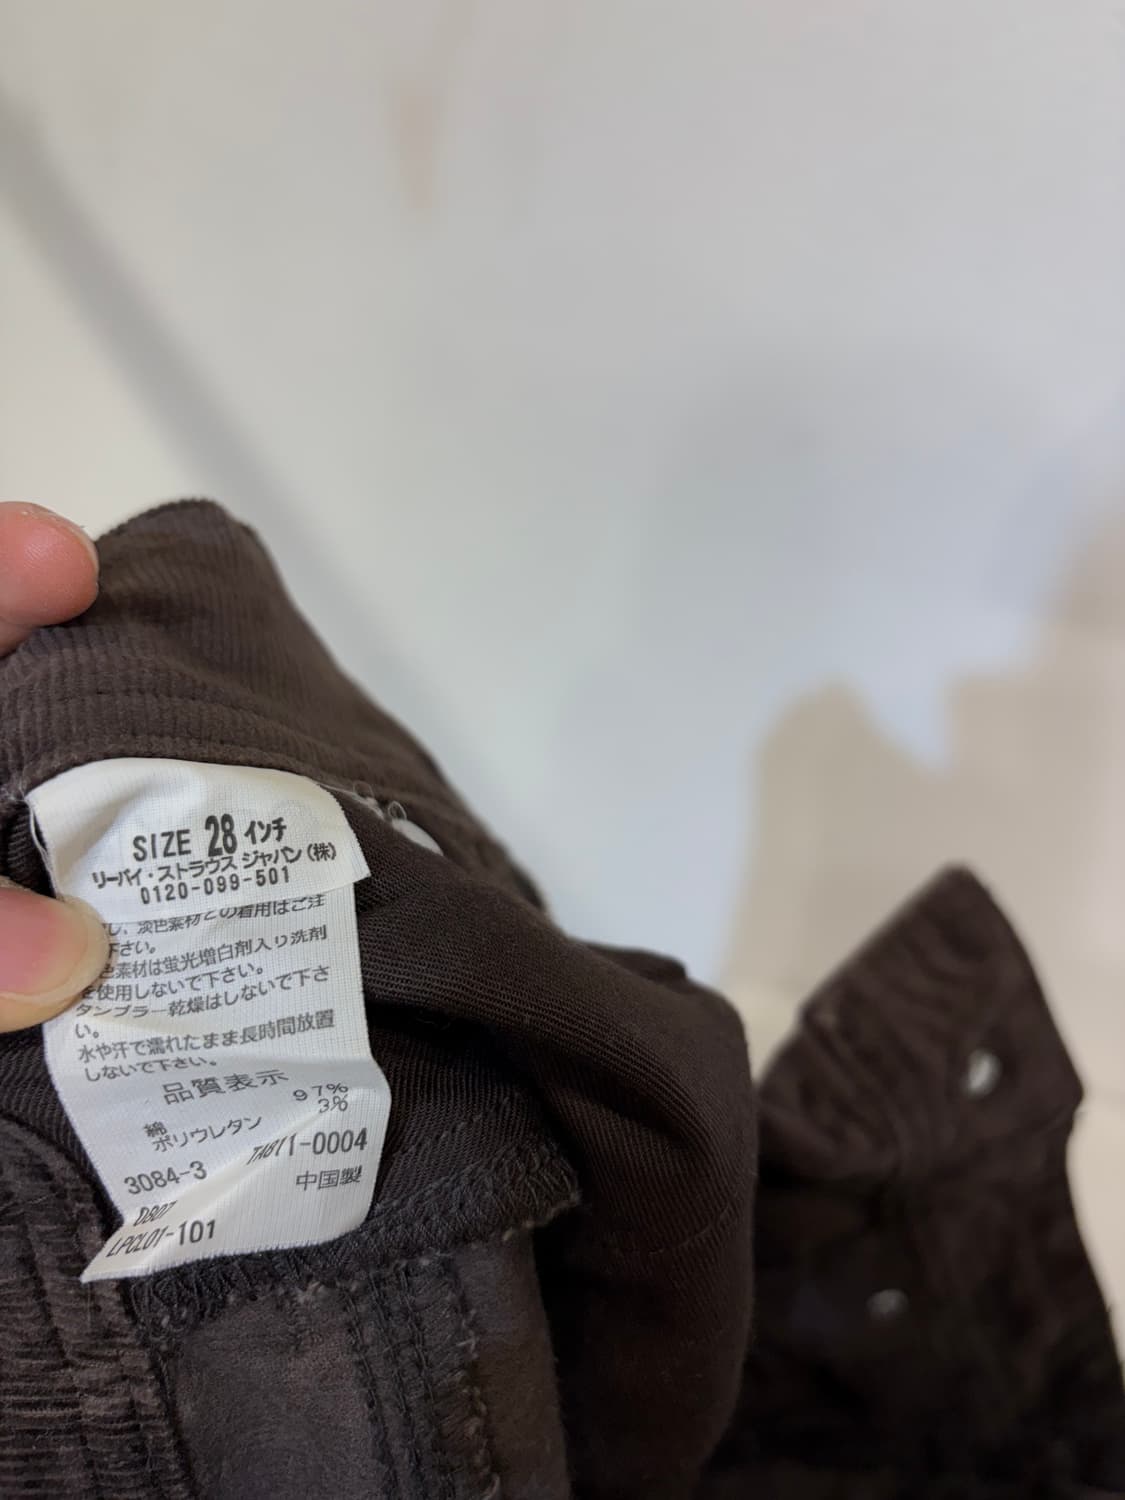 SIZE 28 インチ
リーバイ・ストラウス ジャパン(株)
0120-099-501
し、淡色素材との着用はご注
下さい。
色素材は蛍光増白剤入り洗剤
を使用しないで下さい。
タンブラー乾燥はしないで下さ
い。
水や汗で濡れたまま長時間放置
しないで下さい。
品質表示
綿 97%
ポリウレタン 3%
3084-3 TAB11-0004
中国製
LPCL01-101